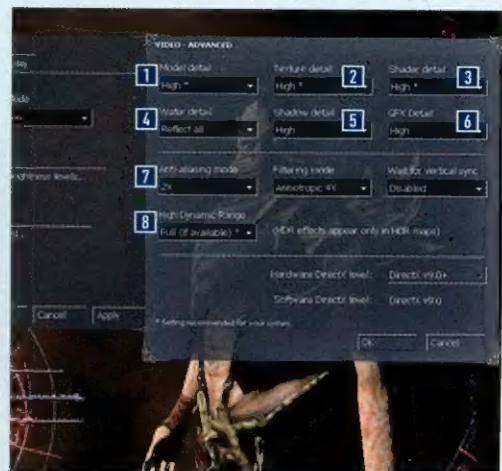 VIDEO - ADVANCED
1 Model detail
High *
2 Texture detail
High *
3 Shader detail
High *
4 Water detail
Reflect all
5 Shadow detail
High
6 GFX Detail
High
7 Anti-aliasing mode
2X
Filtering mode
Anisotropic 4X
Wait for vertical sync
Disabled
8 High Dynamic Range
Full (if available) *
(HDR effects appear only in HDR maps)
Hardware DirectX level: DirectX v9.0+
Software DirectX level: DirectX v9.0
* Setting recommended for your system
OK Cancel
ightness levels...
Cancel Apply